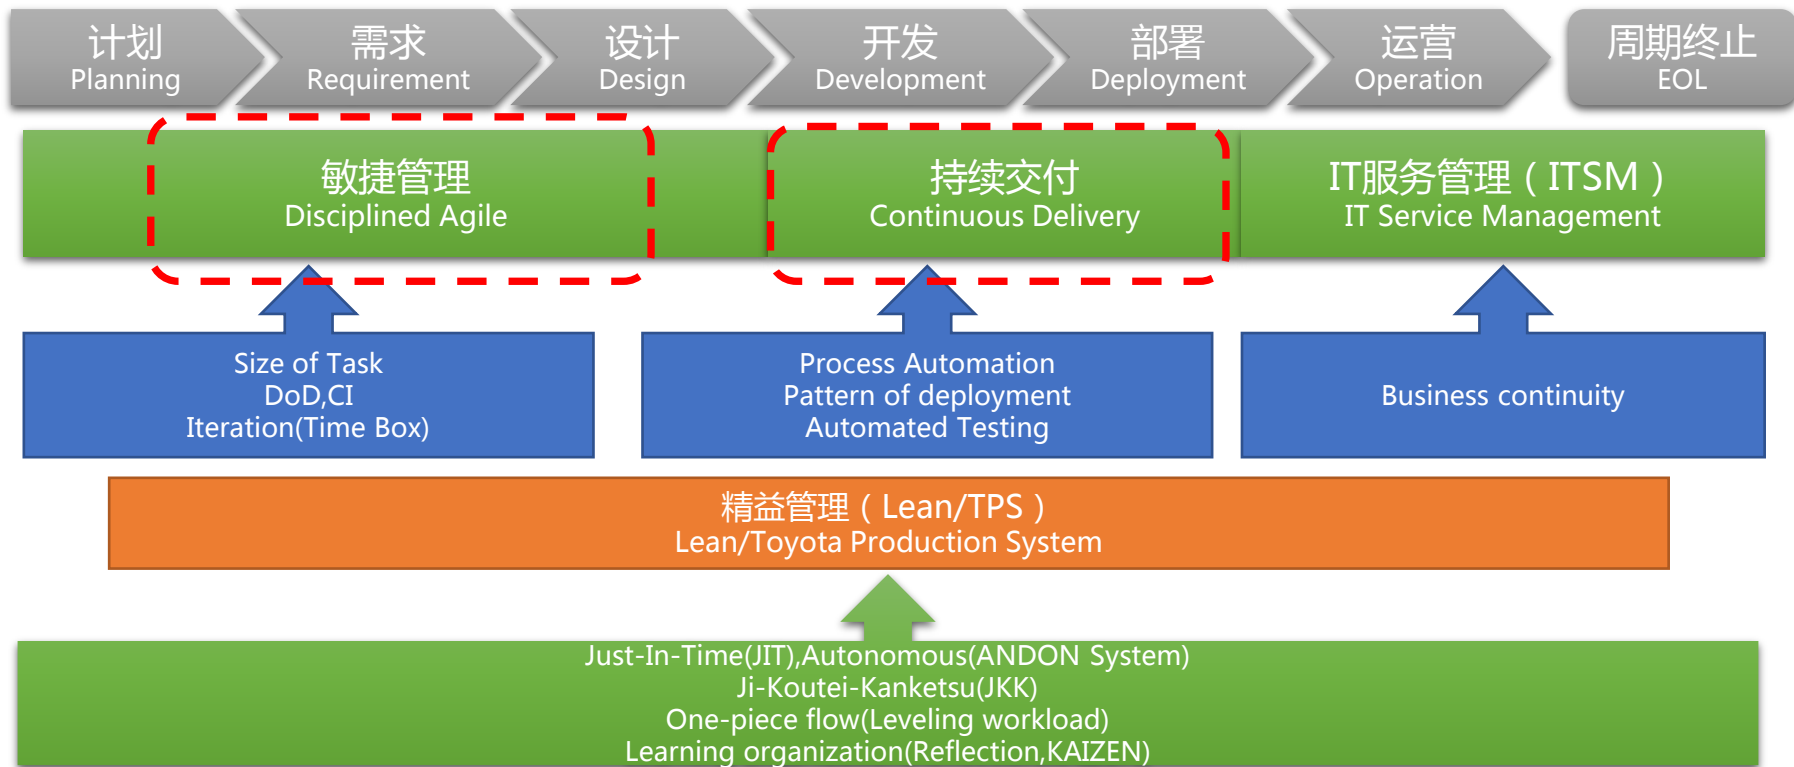 计划
Planning
需求
Requirement
设计
Design
开发
Development
部署
Deployment
运营
Operation
周期终止
EOL
敏捷管理
Disciplined Agile
持续交付
Continuous Delivery
IT服务管理（ITSM）
IT Service Management
Size of Task
DoD,CI
Iteration(Time Box)
Process Automation
Pattern of deployment
Automated Testing
Business continuity
精益管理（Lean/TPS）
Lean/Toyota Production System
Just-In-Time(JIT),Autonomous(ANDON System)
Ji-Koutei-Kanketsu(JKK)
One-piece flow(Leveling workload)
Learning organization(Reflection,KAIZEN)